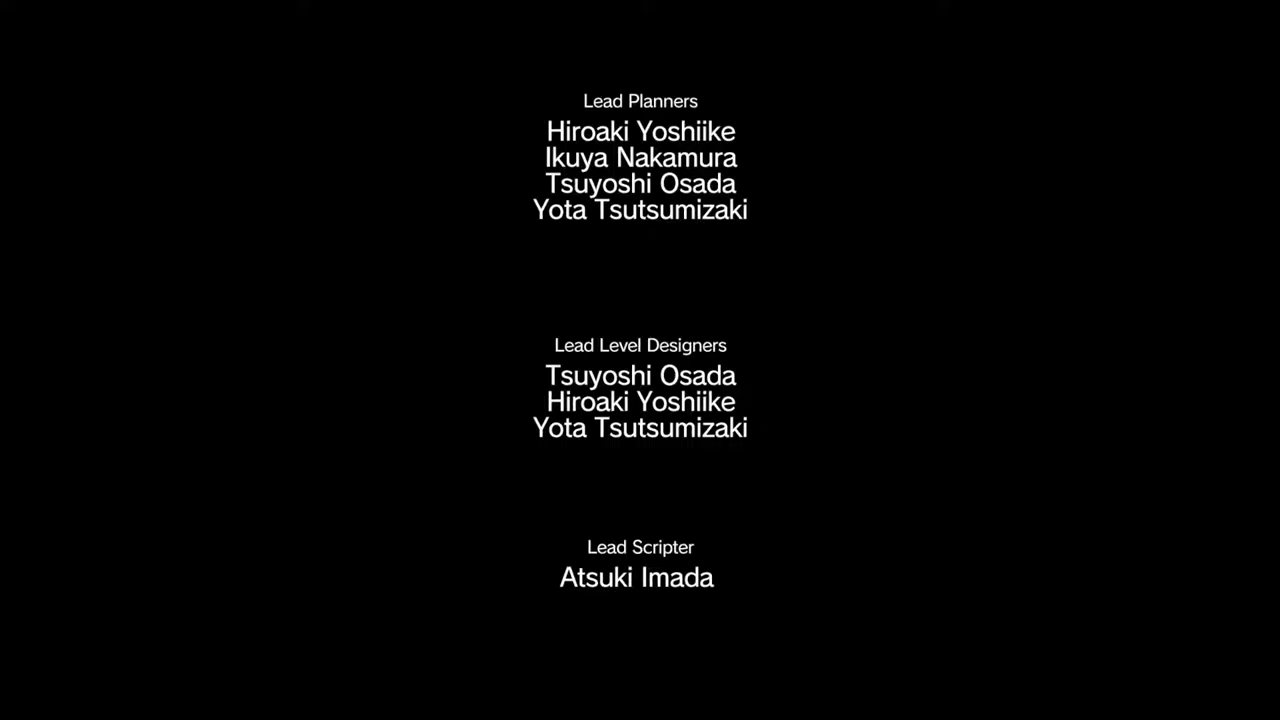 Lead Planners
Hiroaki Yoshiike
Ikuya Nakamura
Tsuyoshi Osada
Yota Tsutsumizaki
Lead Level Designers
Tsuyoshi Osada
Hiroaki Yoshiike
Yota Tsutsumizaki
Lead Scripter
Atsuki Imada